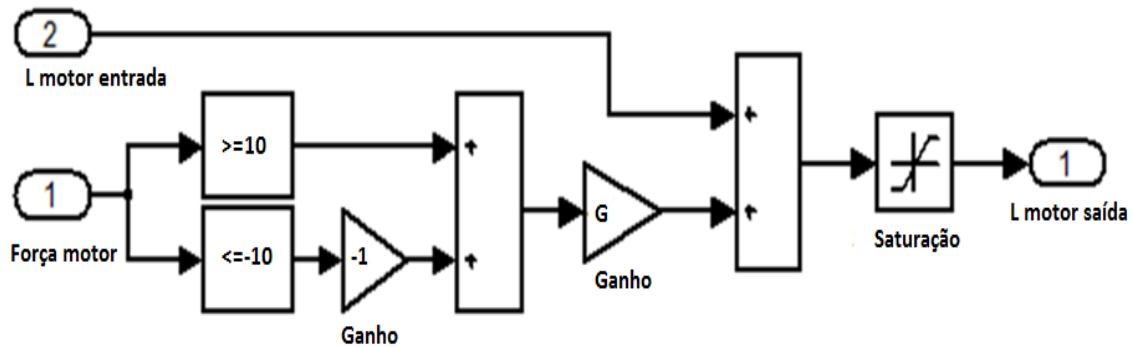 2
L motor entrada
>=10
+
+
1
Força motor
<=-10
-1
Ganho
+
+
G
Ganho
Saturação
1
L motor saída